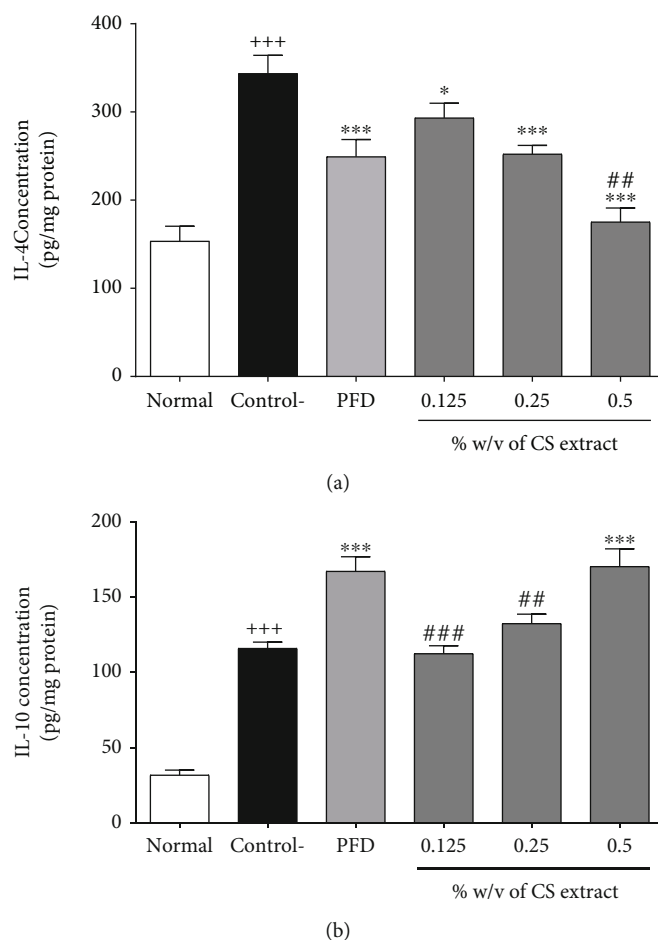 400
300
200
100
0
IL-4Concentration
(pg/mg protein)
+++
***
*
***
##
***
Normal Control- PFD 0.125 0.25 0.5
% w/v of CS extract
(a)
200
150
100
50
0
IL-10 concentration
(pg/mg protein)
+++
***
###
##
***
Normal Control- PFD 0.125 0.25 0.5
% w/v of CS extract
(b)